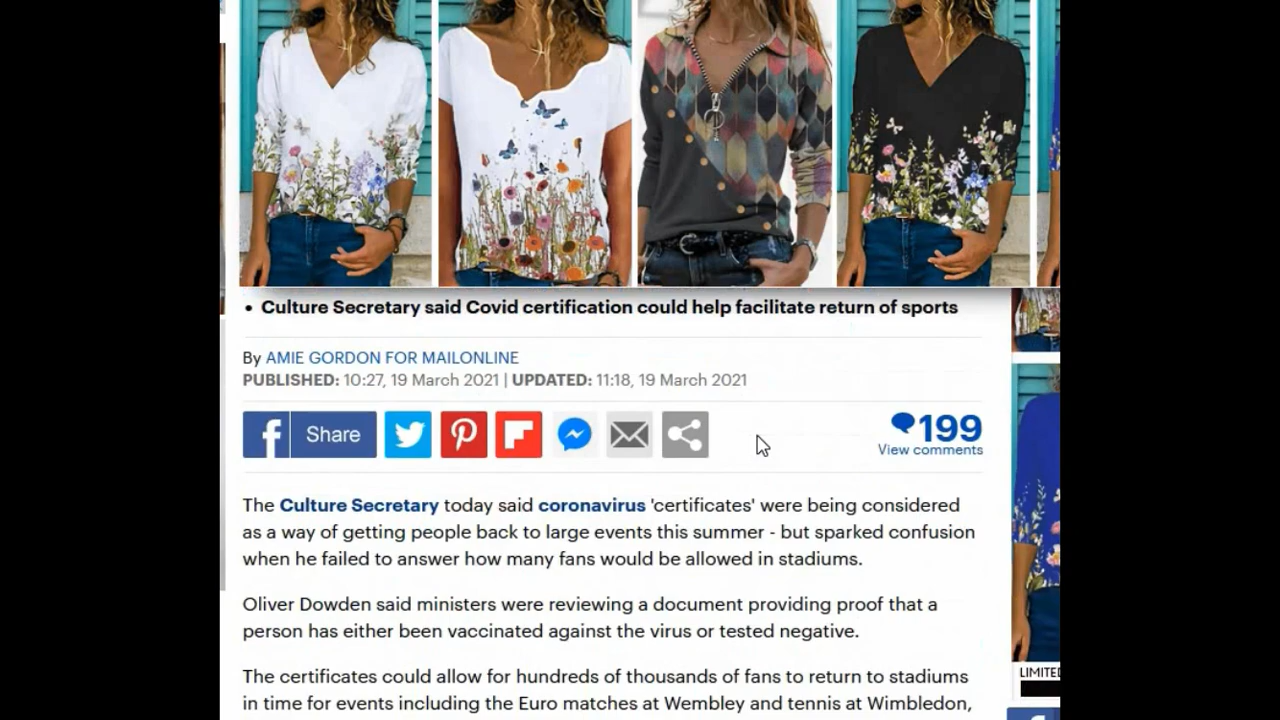 • Culture Secretary said Covid certification could help facilitate return of sports
By AMIE GORDON FOR MAILONLINE
PUBLISHED: 10:27, 19 March 2021 | UPDATED: 11:18, 19 March 2021
Share
199
View comments
The Culture Secretary today said coronavirus 'certificates' were being considered
as a way of getting people back to large events this summer - but sparked confusion
when he failed to answer how many fans would be allowed in stadiums.
Oliver Dowden said ministers were reviewing a document providing proof that a
person has either been vaccinated against the virus or tested negative.
The certificates could allow for hundreds of thousands of fans to return to stadiums
in time for events including the Euro matches at Wembley and tennis at Wimbledon,